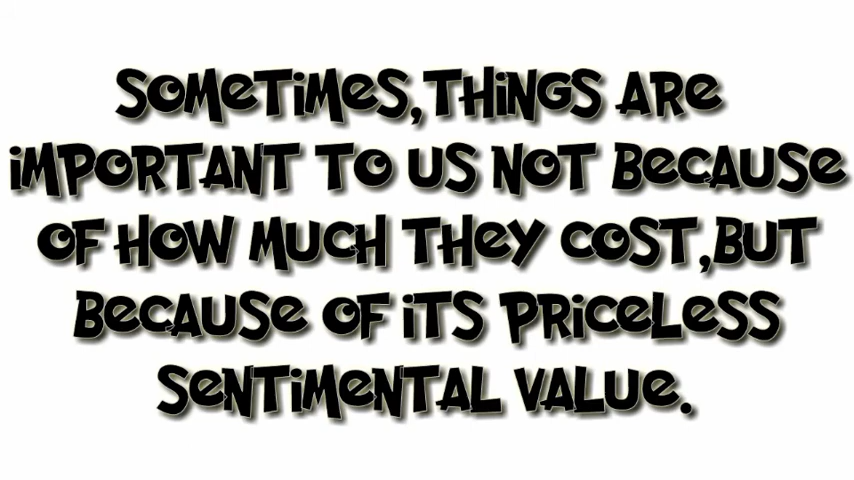 SOMETIMES, THINGS ARE
IMPORTANT TO US NOT BECAUSE
OF HOW MUCH THEY COST, BUT
BECAUSE OF ITS PRICELESS
SENTIMENTAL VALUE.